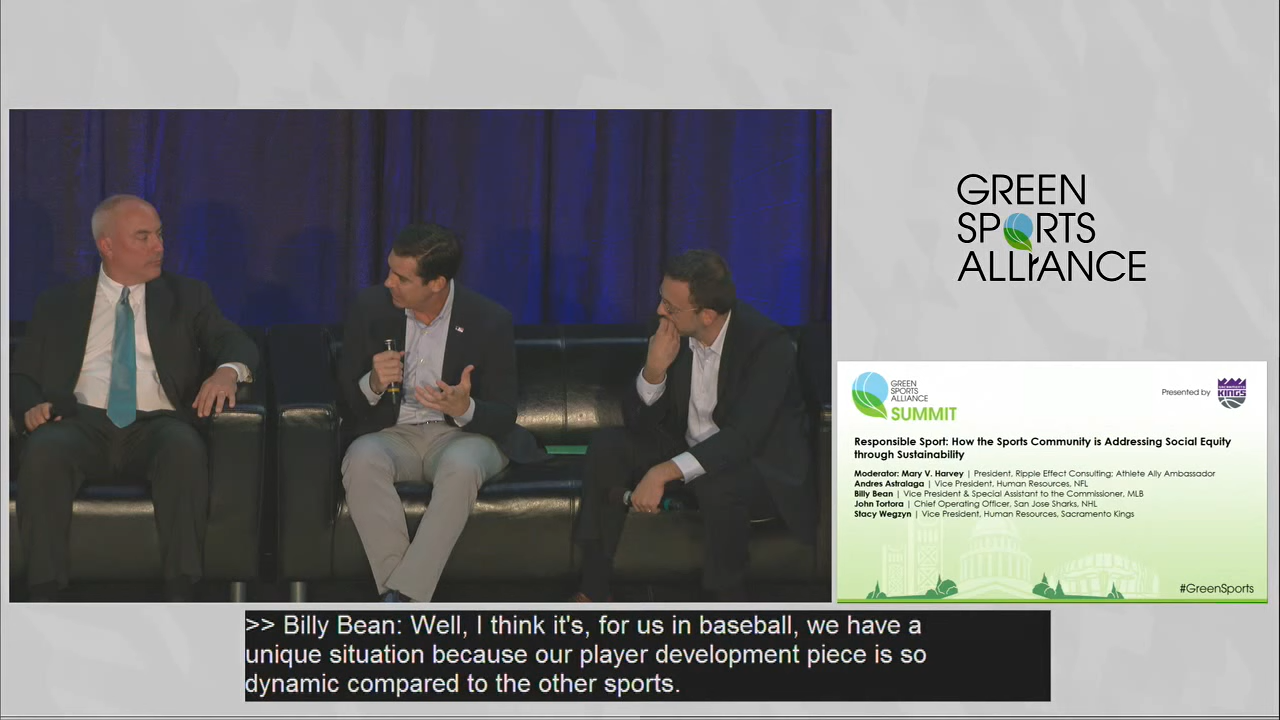 GREEN
SPORTS
ALLIANCE
GREEN
SPORTS
ALLIANCE
SUMMIT
Presented by
SACRAMENTO
KINGS
Responsible Sport: How the Sports Community is Addressing Social Equity
through Sustainability
Moderator: Mary V. Harvey | President, Ripple Effect Consulting; Athlete Ally Ambassador
Andres Astralaga | Vice President, Human Resources, NFL
Billy Bean | Vice President & Special Assistant to the Commissioner, MLB
John Tortora | Chief Operating Officer, San Jose Sharks, NHL
Stacy Wegzyn | Vice President, Human Resources, Sacramento Kings
#GreenSports
>> Billy Bean: Well, I think it's, for us in baseball, we have a
unique situation because our player development piece is so
dynamic compared to the other sports.